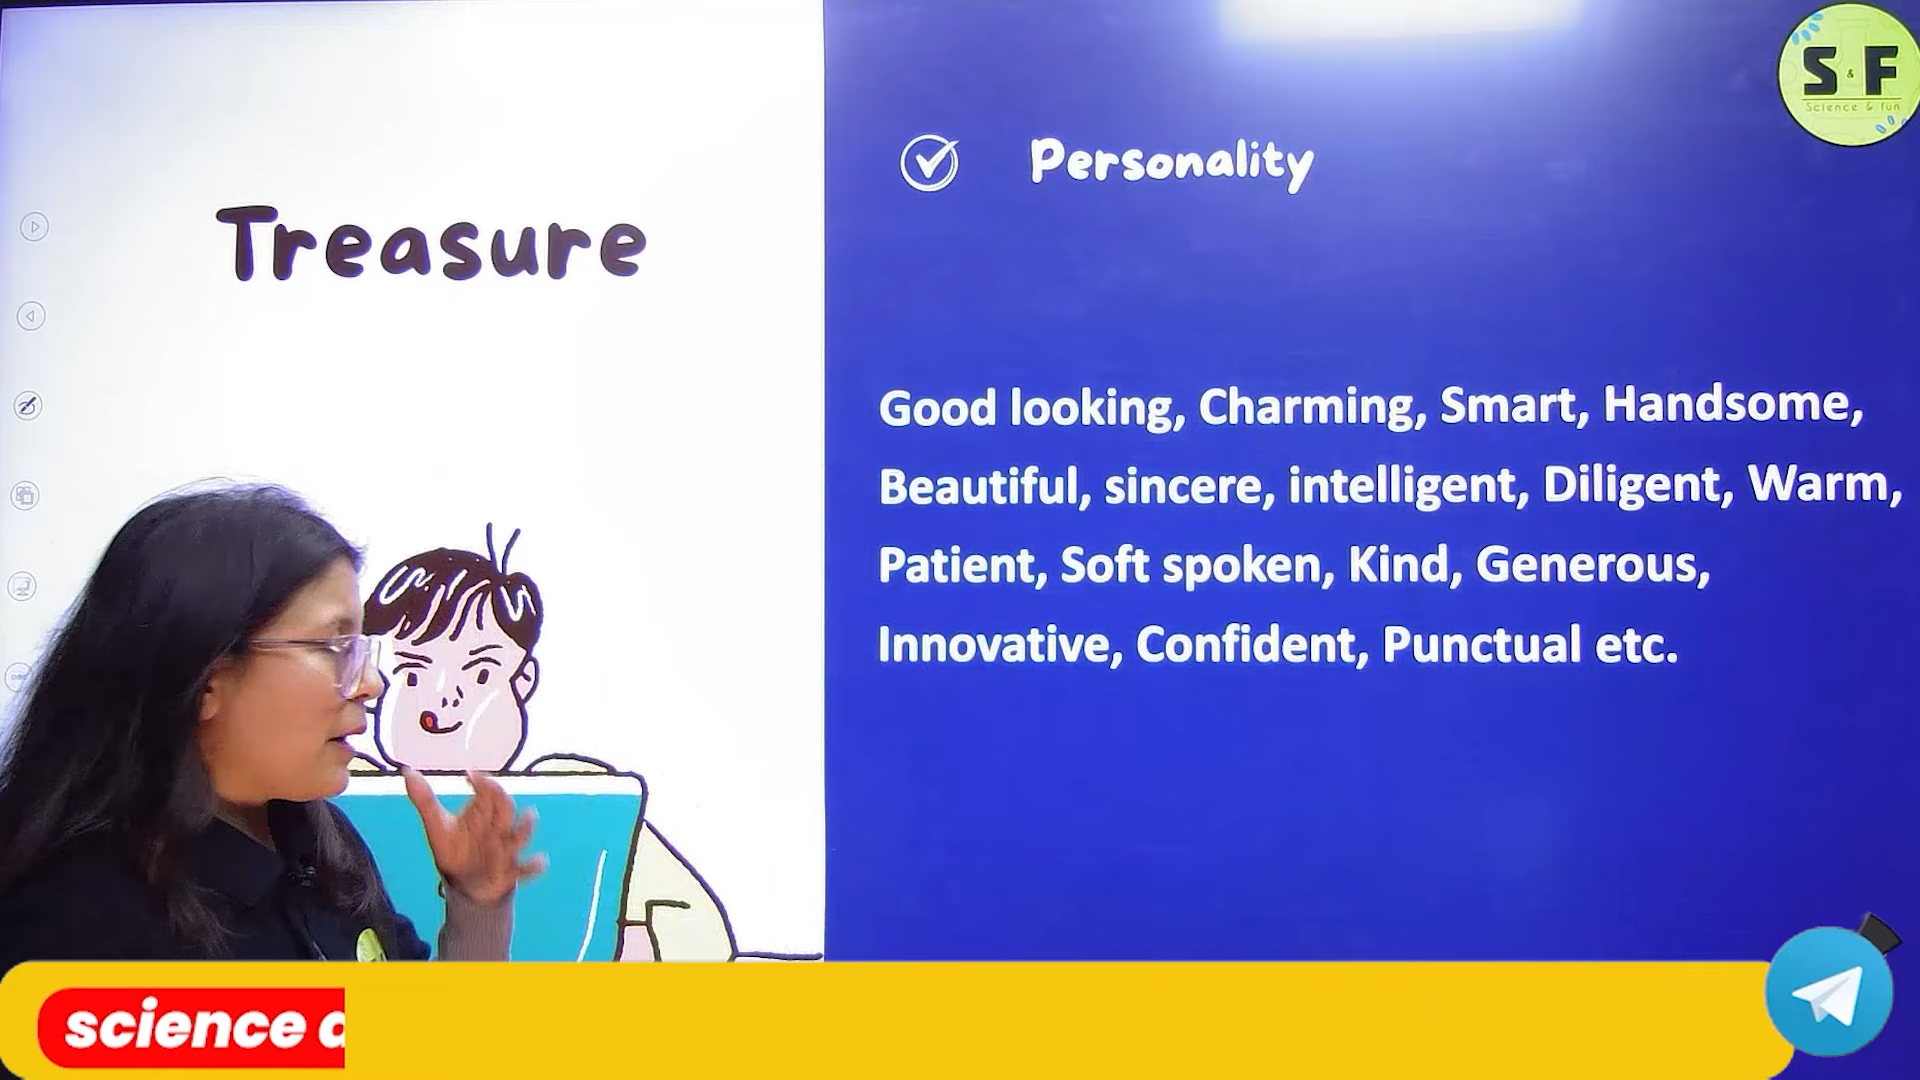 Treasure
Personality
Good looking, Charming, Smart, Handsome,
Beautiful, sincere, intelligent, Diligent, Warm,
Patient, Soft spoken, Kind, Generous,
Innovative, Confident, Punctual etc.
S & F
Science & fun
science